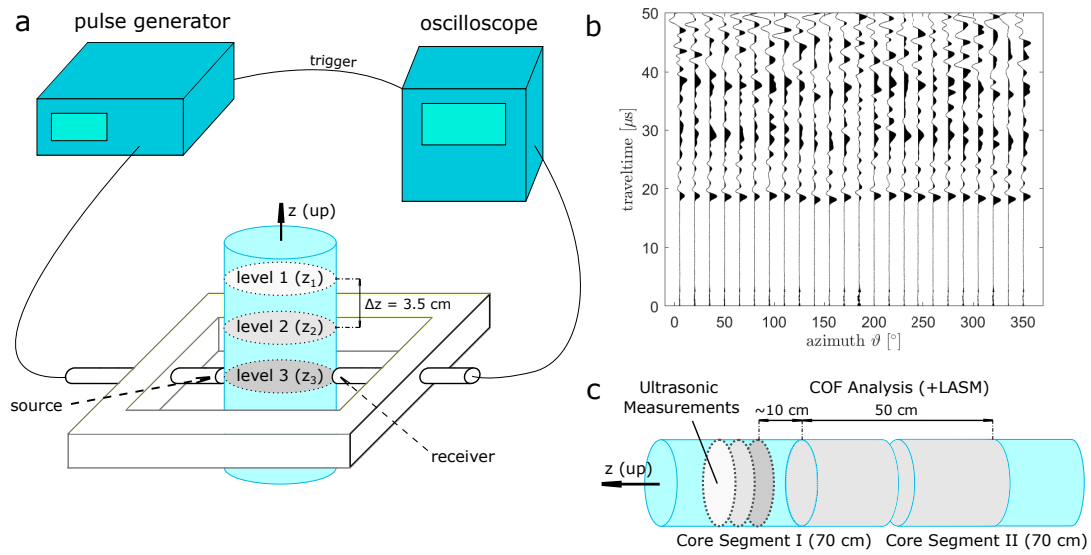 a
pulse generator
oscilloscope
trigger
z (up)
level 1 (z1)
level 2 (z2)
level 3 (z3)
Δz = 3.5 cm
source
receiver
b
50
40
30
20
10
0
traveltime [μs]
0 50 100 150 200 250 300 350
azimuth ϑ [°]
c
Ultrasonic
Measurements
COF Analysis (+LASM)
~10 cm
50 cm
z (up)
Core Segment I (70 cm)
Core Segment II (70 cm)